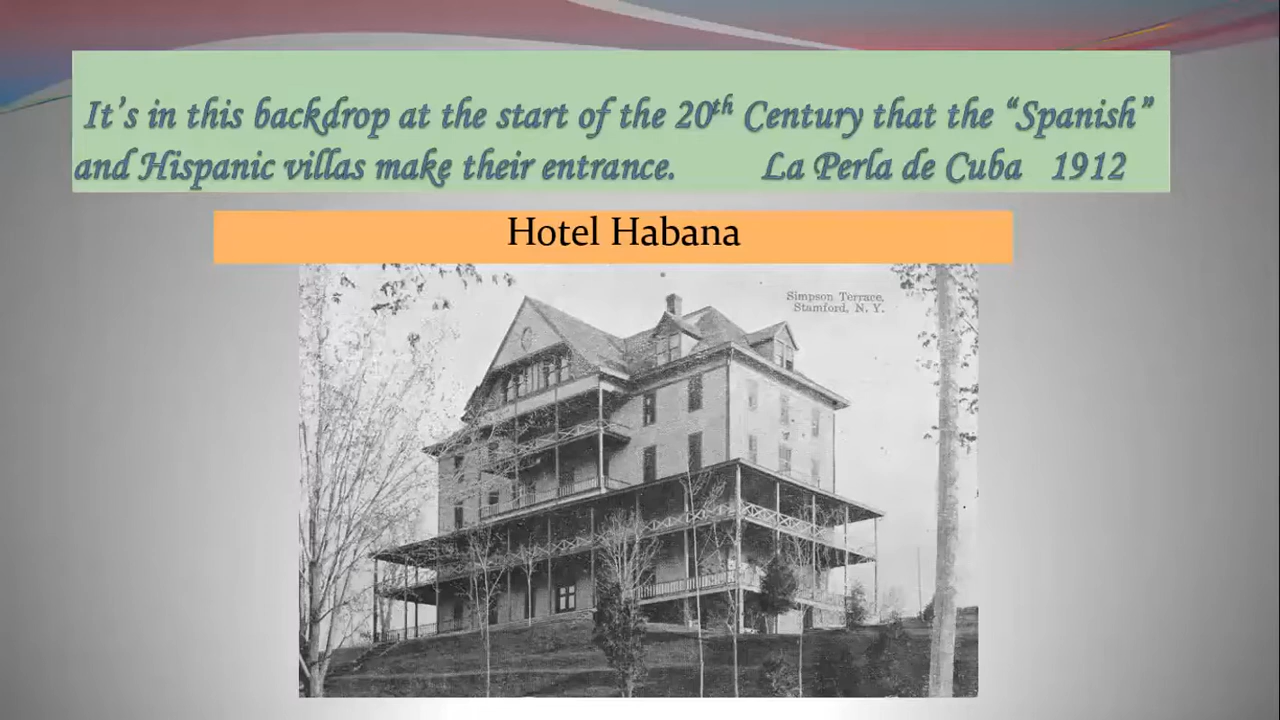 It’s in this backdrop at the start of the 20th Century that the “Spanish”
and Hispanic villas make their entrance. La Perla de Cuba 1912
Hotel Habana
Simpson Terrace,
Stamford, N. Y.